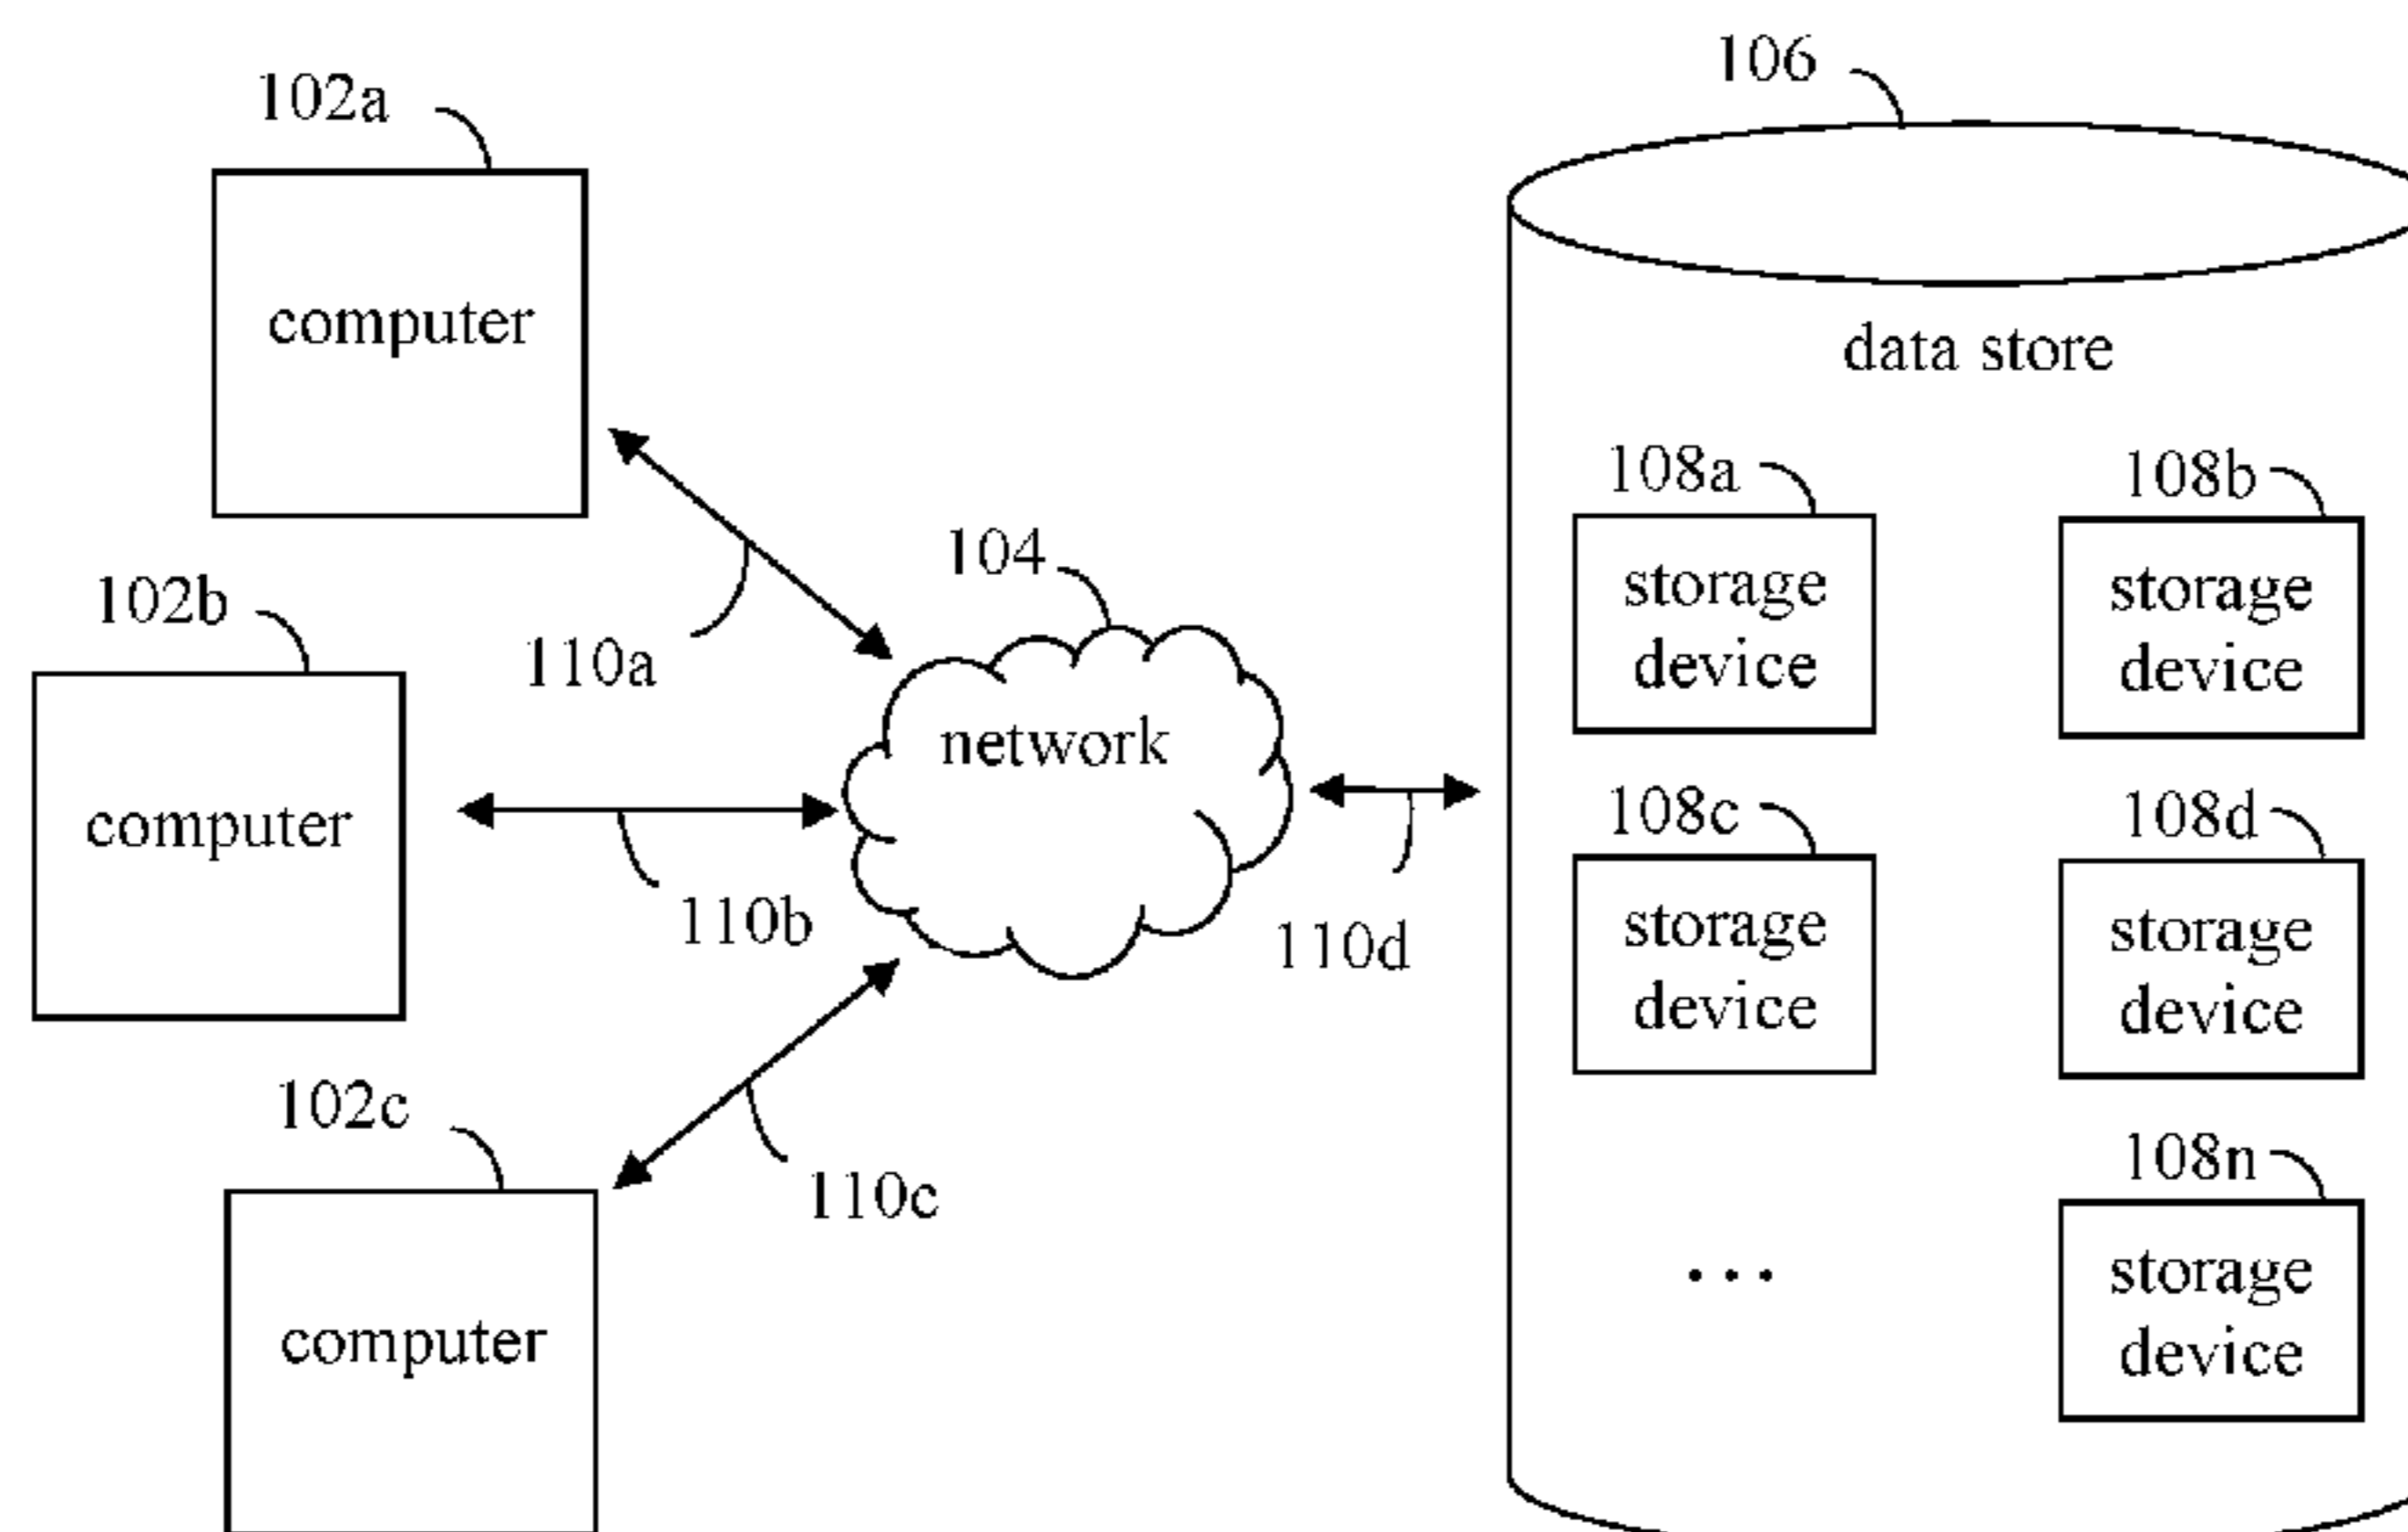 102a
computer
102b
computer
102c
computer
110a
110b
110c
104
network
110d
106
data store
108a
storage
device
108b
storage
device
108c
storage
device
108d
storage
device
...
108n
storage
device